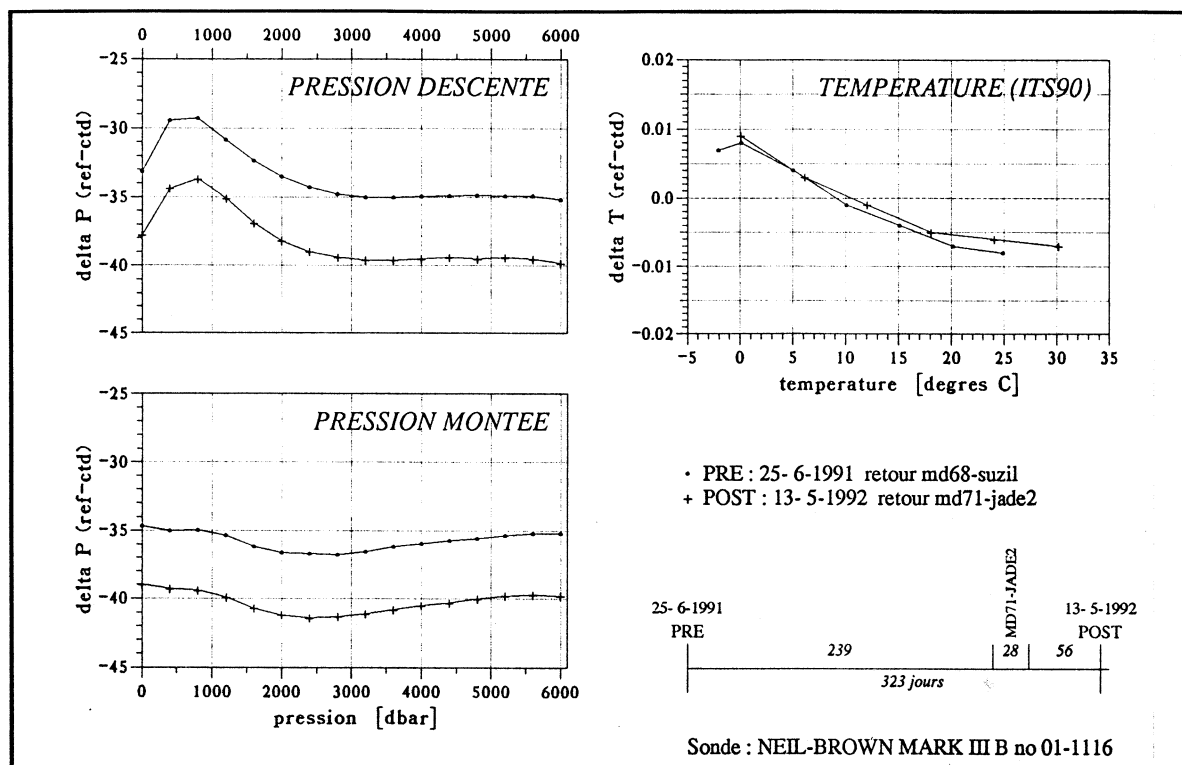 0 1000 2000 3000 4000 5000 6000
PRESSION DESCENTE
delta P (ref-ctd)
-25
-30
-35
-40
-45
TEMPERATURE (ITS90)
delta T (ref-ctd)
0.02
0.01
0.0
-0.01
-0.02
-5 0 5 10 15 20 25 30 35
temperature [degres C]
PRESSION MONTEE
delta P (ref-ctd)
-25
-30
-35
-40
-45
0 1000 2000 3000 4000 5000 6000
pression [dbar]
• PRE : 25- 6-1991 retour md68-suzil
+ POST : 13- 5-1992 retour md71-jade2
25- 6-1991
PRE
MD71-JADE2
13- 5-1992
POST
239 28 56
323 jours
Sonde : NEIL-BROWN MARK III B no 01-1116